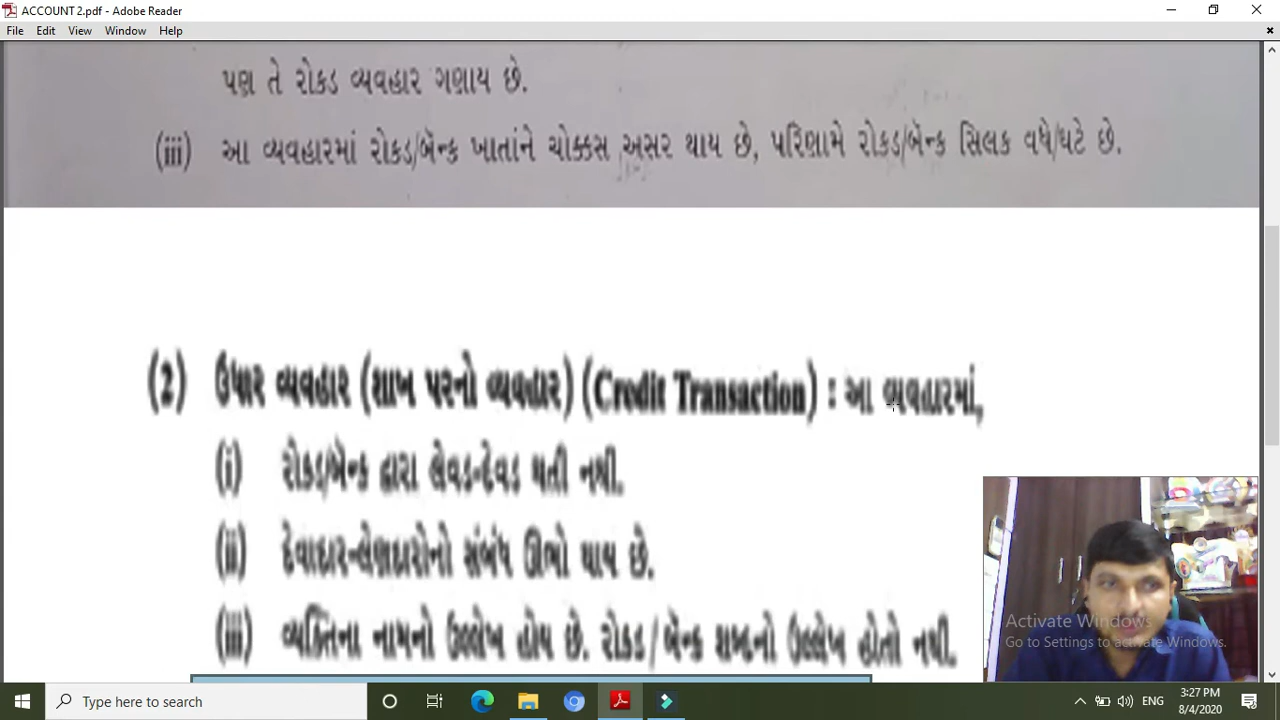 ACCOUNT 2.pdf - Adobe Reader
File Edit View Window Help
પણ તે રોકડ વ્યવહાર ગણાય છે.
(iii) આ વ્યવહારમાં રોકડ/બૅન્ક ખાતાંને ચોક્કસ અસર થાય છે, પરિણામે રોકડ/બૅન્ક સિલક વધે/ઘટે છે.
(2) ઉધાર વ્યવહાર (શાખ પરનો વ્યવહાર) (Credit Transaction) : આ વ્યવહારમાં,
(i) રોકડ/બૅન્ક દ્વારા લેવડ-દેવડ થતી નથી.
(ii) દેવાદાર-લેણદારોનો સંબંધ ઊભો થાય છે.
(iii) વ્યક્તિના નામનો ઉલ્લેખ હોય છે. રોકડ / બૅન્ક શબ્દનો ઉલ્લેખ હોતો નથી.
Activate Windows
Go to Settings to activate Windows.
Type here to search
ENG
3:27 PM
8/4/2020